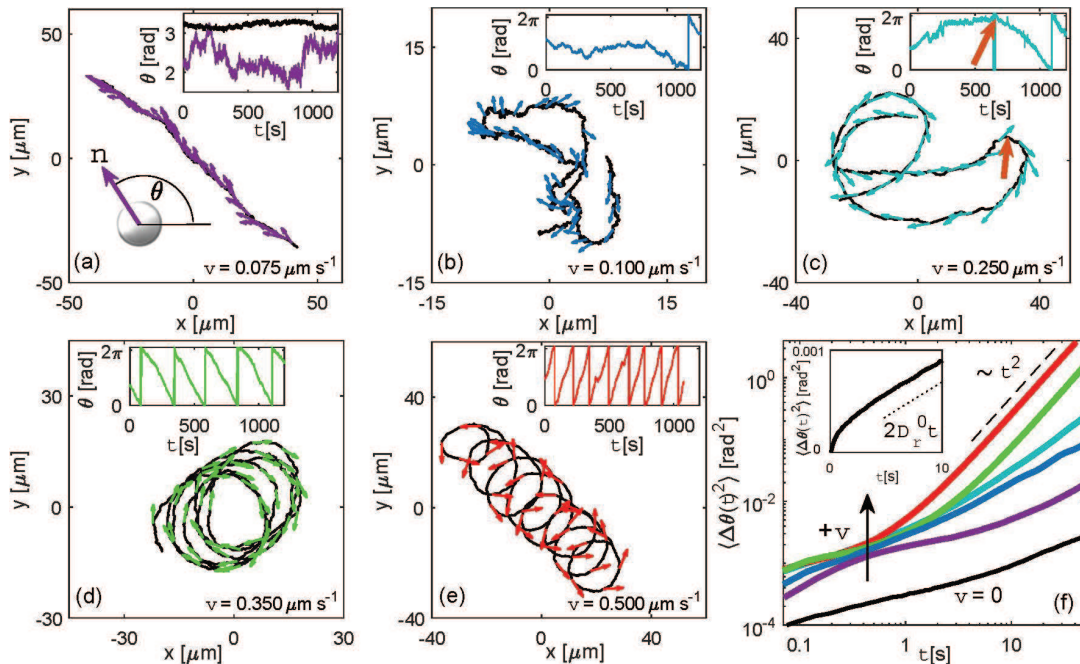 3
2
θ [rad]
0
500
1000
t[s]
50
0
-50
y [μm]
n
θ
(a)
v = 0.075 μm s⁻¹
-50
0
50
x [μm]
2π
0
θ [rad]
0
500
1000
t[s]
15
0
-15
y [μm]
(b)
v = 0.100 μm s⁻¹
-15
0
15
x [μm]
2π
0
θ [rad]
0
500
1000
t[s]
50
0
-40
y [μm]
(c)
v = 0.250 μm s⁻¹
-40
0
40
x [μm]
2π
0
θ [rad]
0
500
1000
t[s]
45
0
-30
y [μm]
(d)
v = 0.350 μm s⁻¹
-30
0
30
x [μm]
2π
0
θ [rad]
0
500
1000
t[s]
60
0
-40
y [μm]
(e)
v = 0.500 μm s⁻¹
-40
0
40
x [μm]
0.001
0
⟨Δθ(t)²⟩ [rad²]
2Dᵣ⁰t
0
10
t[s]
~ t²
+v
v = 0
(f)
10⁰
10⁻²
10⁻⁴
⟨Δθ(t)²⟩ [rad²]
0.1
1
10
t[s]